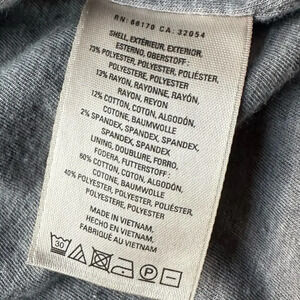 RN: 66170 CA: 32054
SHELL, EXTÉRIEUR, EXTERIOR,
ESTERNO, OBERSTOFF:
73% POLYESTER, POLYESTER, POLIÉSTER,
POLIESTERE, POLYESTER
13% RAYON, RAYONNE, RAYÓN,
RAYON, REYON
12% COTTON, COTON, ALGODÓN,
COTONE, BAUMWOLLE
2% SPANDEX, SPANDEX, SPANDEX,
SPANDEX, SPANDEX
LINING, DOUBLURE, FORRO,
FODERA, FUTTERSTOFF:
60% COTTON, COTON, ALGODÓN,
COTONE, BAUMWOLLE
40% POLYESTER, POLYESTER, POLIÉSTER,
POLIESTERE, POLYESTER
MADE IN VIETNAM.
HECHO EN VIETNAM.
FABRIQUÉ AU VIETNAM
30 P